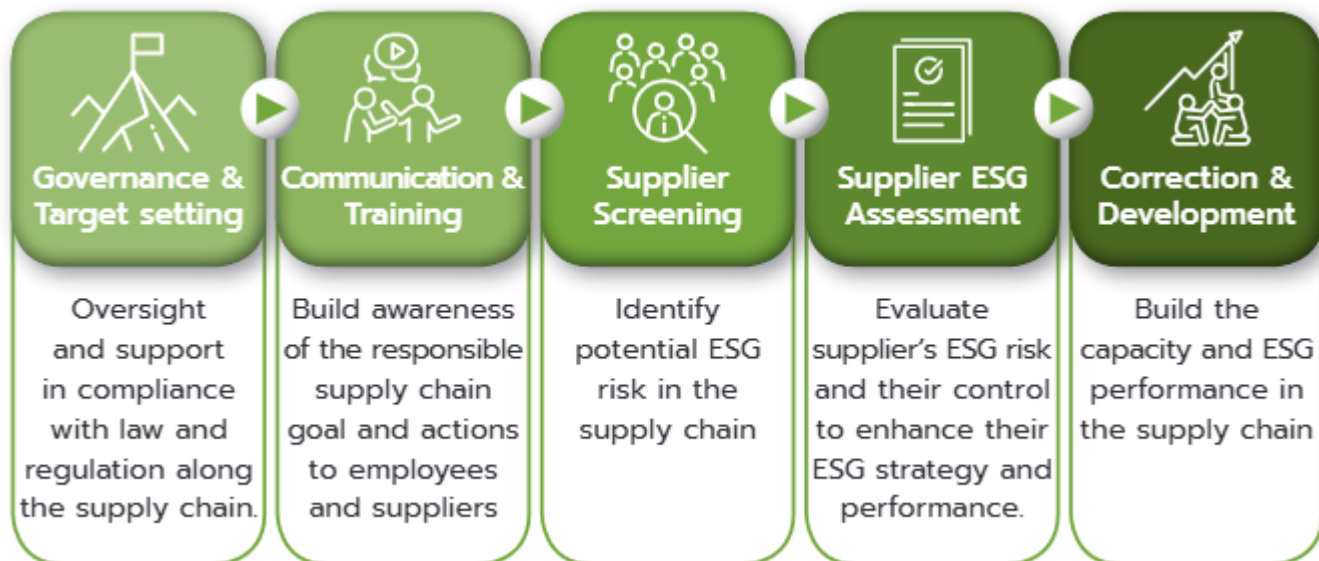 Governance &
Target setting
Oversight
and support
in compliance
with law and
regulation along
the supply chain.
Communication &
Training
Build awareness
of the responsible
supply chain
goal and actions
to employees
and suppliers
Supplier
Screening
Identify
potential ESG
risk in the
supply chain
Supplier ESG
Assessment
Evaluate
supplier's ESG risk
and their control
to enhance their
ESG strategy and
performance.
Correction &
Development
Build the
capacity and ESG
performance in
the supply chain